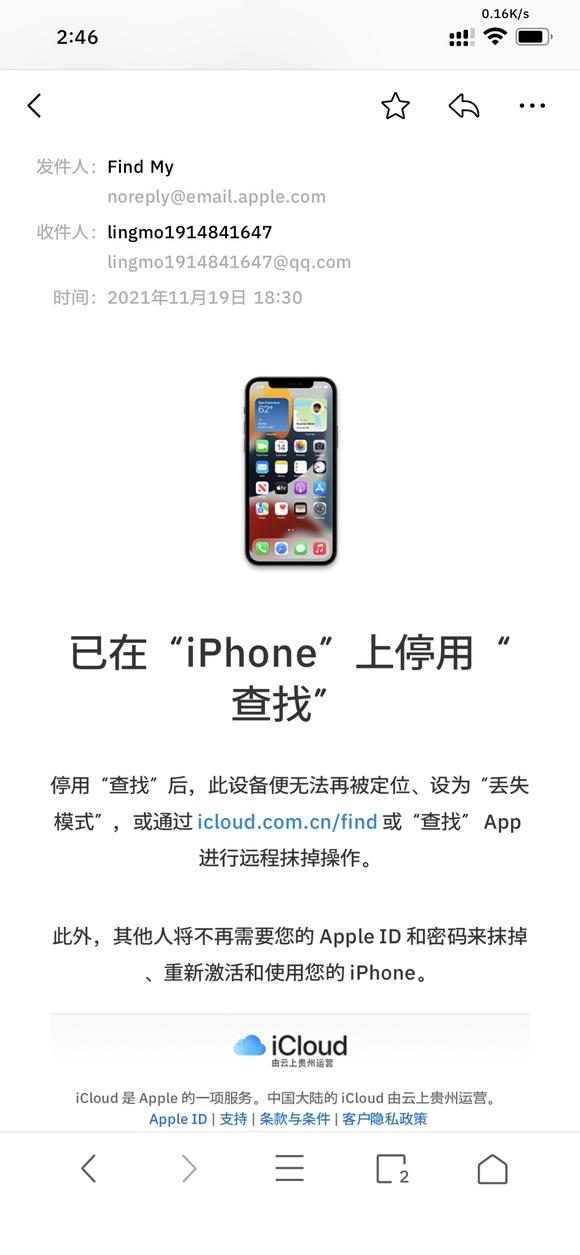 0.16K/s
2:46
发件人：Find My
noreply@email.apple.com
收件人：lingmo1914841647
lingmo1914841647@qq.com
时间：2021年11月19日 18:30
已在“iPhone”上停用“
查找”
停用“查找”后，此设备便无法再被定位、设为“丢失
模式”，或通过 icloud.com.cn/find 或“查找” App
进行远程抹掉操作。
此外，其他人将不再需要您的 Apple ID 和密码来抹掉
、重新激活和使用您的 iPhone。
iCloud
由云上贵州运营
iCloud 是 Apple 的一项服务。中国大陆的 iCloud 由云上贵州运营。
Apple ID | 支持 | 条款与条件 | 客户隐私政策
2